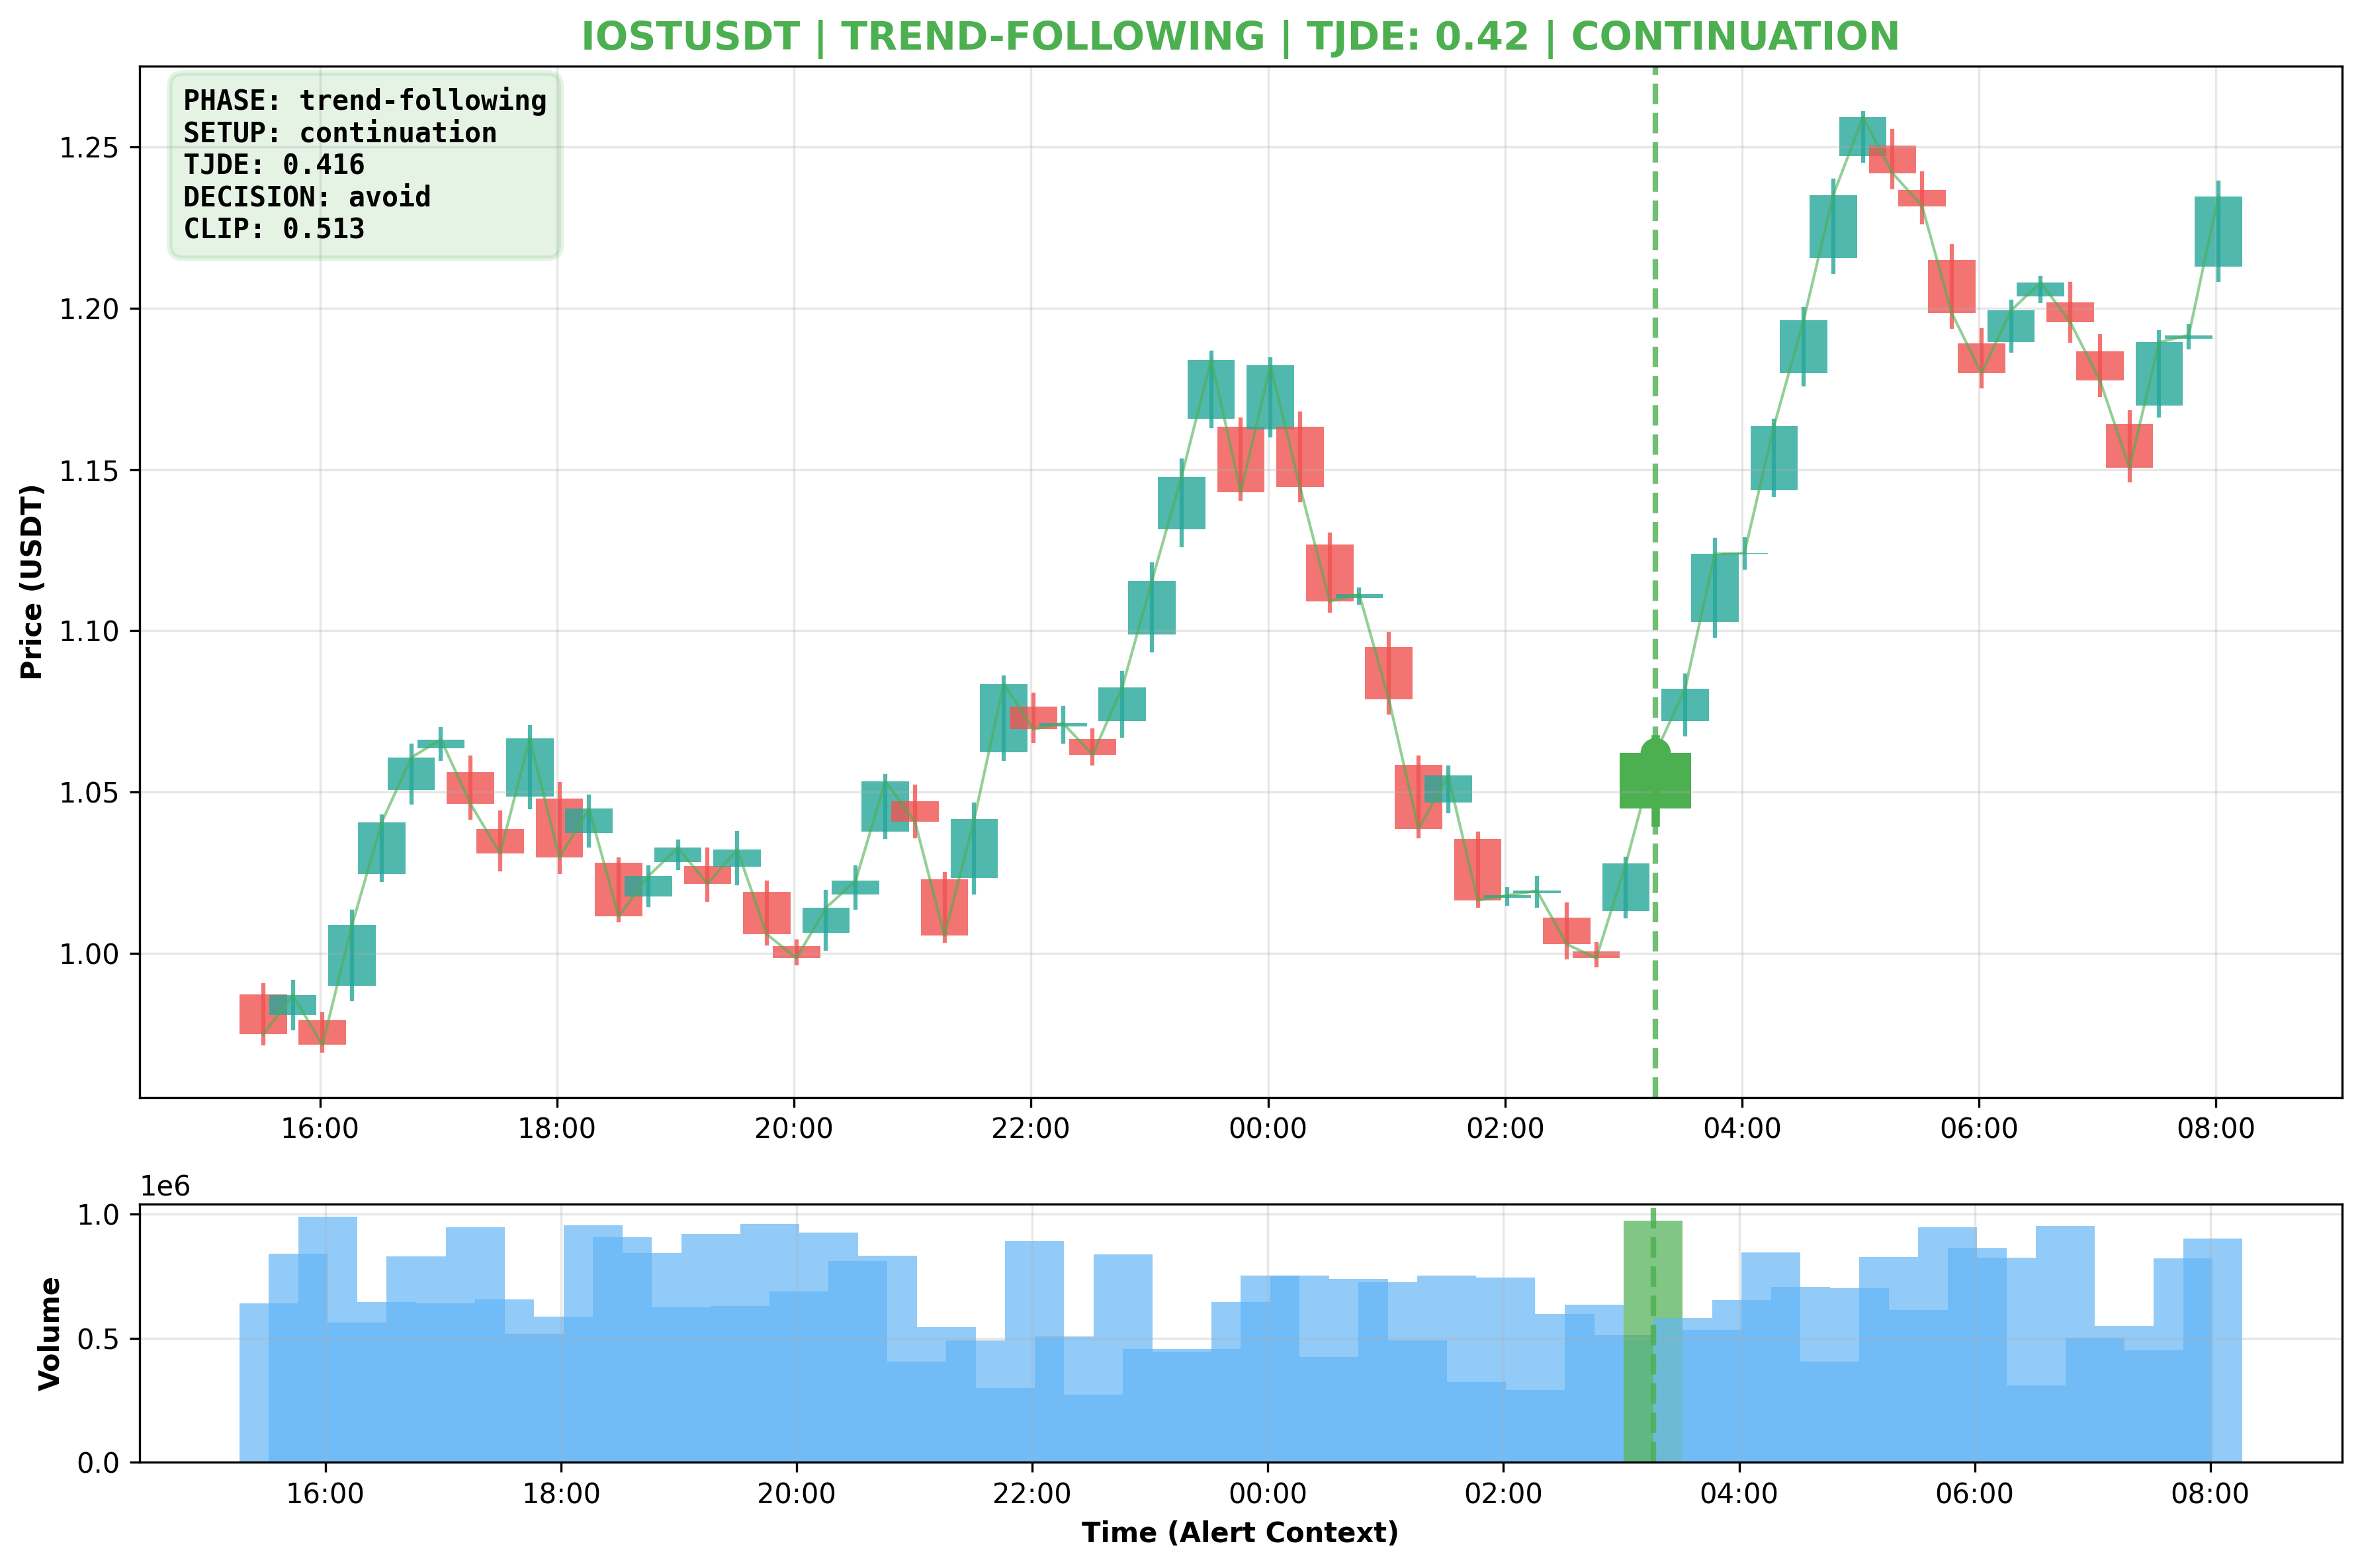 IOSTUSDT | TREND-FOLLOWING | TJDE: 0.42 | CONTINUATION
PHASE: trend-following
SETUP: continuation
TJDE: 0.416
DECISION: avoid
CLIP: 0.513
Price (USDT)
1.25
1.20
1.15
1.10
1.05
1.00
16:00 18:00 20:00 22:00 00:00 02:00 04:00 06:00 08:00
1e6
Volume
1.0
0.5
0.0
16:00 18:00 20:00 22:00 00:00 02:00 04:00 06:00 08:00
Time (Alert Context)